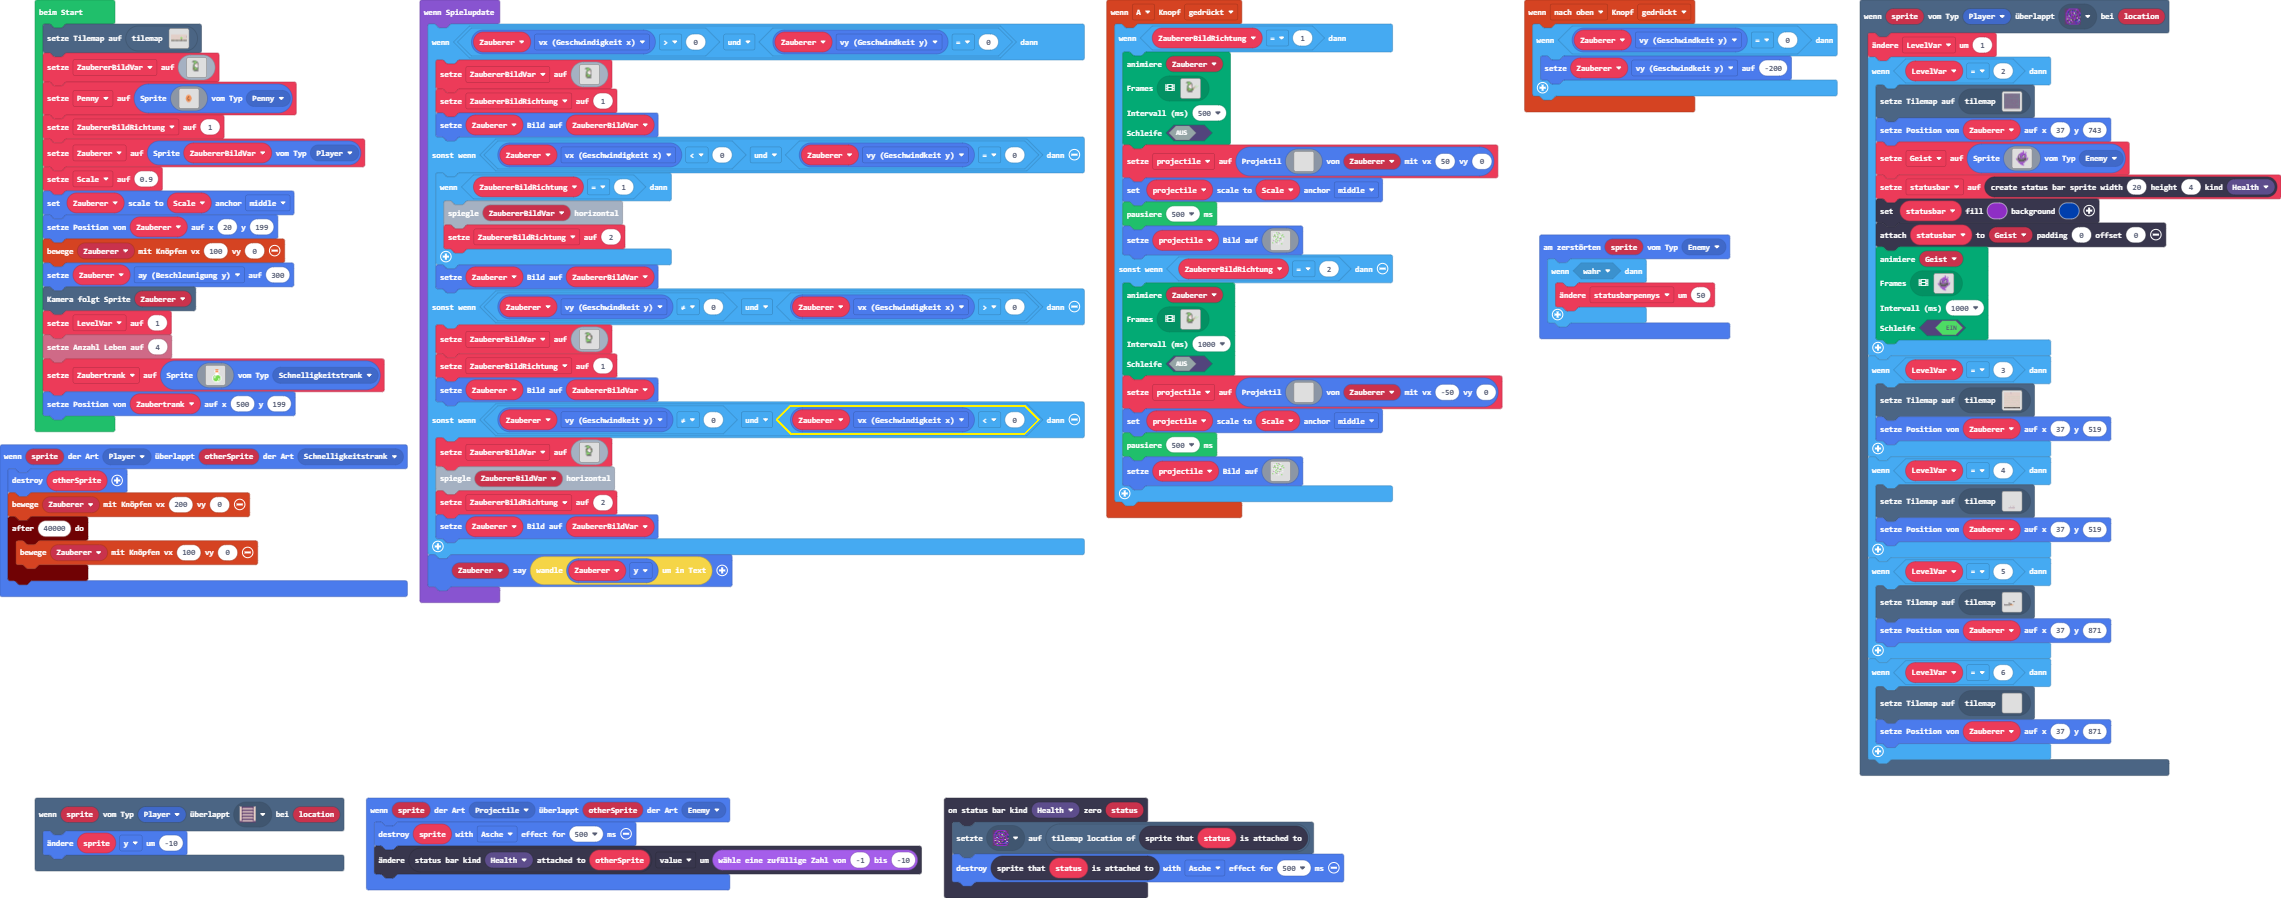 beim Start
setze Tilemap auf tilemap
setze ZaubererBildVar auf
setze Penny auf Sprite vom Typ Penny
setze ZaubererBildRichtung auf 1
setze Zauberer auf Sprite ZaubererBildVar vom Typ Player
setze Scale auf 0.9
set Zauberer scale to Scale anchor middle
setze Position von Zauberer auf x 20 y 199
bewege Zauberer mit Knöpfen vx 100 vy 0
setze Zauberer ay (Beschleunigung y) auf 300
Kamera folgt Sprite Zauberer
setze LevelVar auf 1
setze Anzahl Leben auf 4
setze Zaubertrank auf Sprite vom Typ Schnelligkeitstrank
setze Position von Zaubertrank auf x 500 y 199
wenn sprite der Art Player überlappt otherSprite der Art Schnelligkeitstrank
destroy otherSprite
bewege Zauberer mit Knöpfen vx 200 vy 0
after 40000 do
bewege Zauberer mit Knöpfen vx 100 vy 0
wenn Spielupdate
wenn Zauberer vx (Geschwindigkeit x) > 0 und Zauberer vy (Geschwindkeit y) = 0 dann
setze ZaubererBildVar auf
setze ZaubererBildRichtung auf 1
setze Zauberer Bild auf ZaubererBildVar
sonst wenn Zauberer vx (Geschwindigkeit x) < 0 und Zauberer vy (Geschwindkeit y) = 0 dann
wenn ZaubererBildRichtung = 1 dann
spiegle ZaubererBildVar horizontal
setze ZaubererBildRichtung auf 2
setze Zauberer Bild auf ZaubererBildVar
sonst wenn Zauberer vy (Geschwindkeit y) ≠ 0 und Zauberer vx (Geschwindigkeit x) > 0 dann
setze ZaubererBildVar auf
setze ZaubererBildRichtung auf 1
setze Zauberer Bild auf ZaubererBildVar
sonst wenn Zauberer vy (Geschwindkeit y) ≠ 0 und Zauberer vx (Geschwindigkeit x) < 0 dann
setze ZaubererBildVar auf
spiegle ZaubererBildVar horizontal
setze ZaubererBildRichtung auf 2
setze Zauberer Bild auf ZaubererBildVar
Zauberer say wandle Zauberer y um in Text
wenn A Knopf gedrückt
wenn ZaubererBildRichtung = 1 dann
animiere Zauberer
Frames
Intervall (ms) 500
Schleife AUS
setze projectile auf Projektil von Zauberer mit vx 50 vy 0
set projectile scale to Scale anchor middle
pausiere 500 ms
setze projectile Bild auf
sonst wenn ZaubererBildRichtung = 2 dann
animiere Zauberer
Frames
Intervall (ms) 1000
Schleife AUS
setze projectile auf Projektil von Zauberer mit vx -50 vy 0
set projectile scale to Scale anchor middle
pausiere 500 ms
setze projectile Bild auf
wenn nach oben Knopf gedrückt
wenn Zauberer vy (Geschwindkeit y) = 0 dann
setze Zauberer vy (Geschwindkeit y) auf -200
am zerstörten sprite vom Typ Enemy
wenn wahr dann
ändere statusbarpennys um 50
wenn sprite vom Typ Player überlappt bei location
ändere LevelVar um 1
wenn LevelVar = 2 dann
setze Tilemap auf tilemap
setze Position von Zauberer auf x 37 y 743
setze Geist auf Sprite vom Typ Enemy
setze statusbar auf create status bar sprite width 20 height 4 kind Health
set statusbar fill background
attach statusbar to Geist padding 0 offset 0
animiere Geist
Frames
Intervall (ms) 1000
Schleife EIN
wenn LevelVar = 3 dann
setze Tilemap auf tilemap
setze Position von Zauberer auf x 37 y 519
wenn LevelVar = 4 dann
setze Tilemap auf tilemap
setze Position von Zauberer auf x 37 y 519
wenn LevelVar = 5 dann
setze Tilemap auf tilemap
setze Position von Zauberer auf x 37 y 871
wenn LevelVar = 6 dann
setze Tilemap auf tilemap
setze Position von Zauberer auf x 37 y 871
wenn sprite vom Typ Player überlappt bei location
ändere sprite y um -10
wenn sprite der Art Projectile überlappt otherSprite der Art Enemy
destroy sprite with Asche effect for 500 ms
ändere status bar kind Health attached to otherSprite value um wähle eine zufällige Zahl von -1 bis -10
on status bar kind Health zero status
setzte auf tilemap location of sprite that status is attached to
destroy sprite that status is attached to with Asche effect for 500 ms